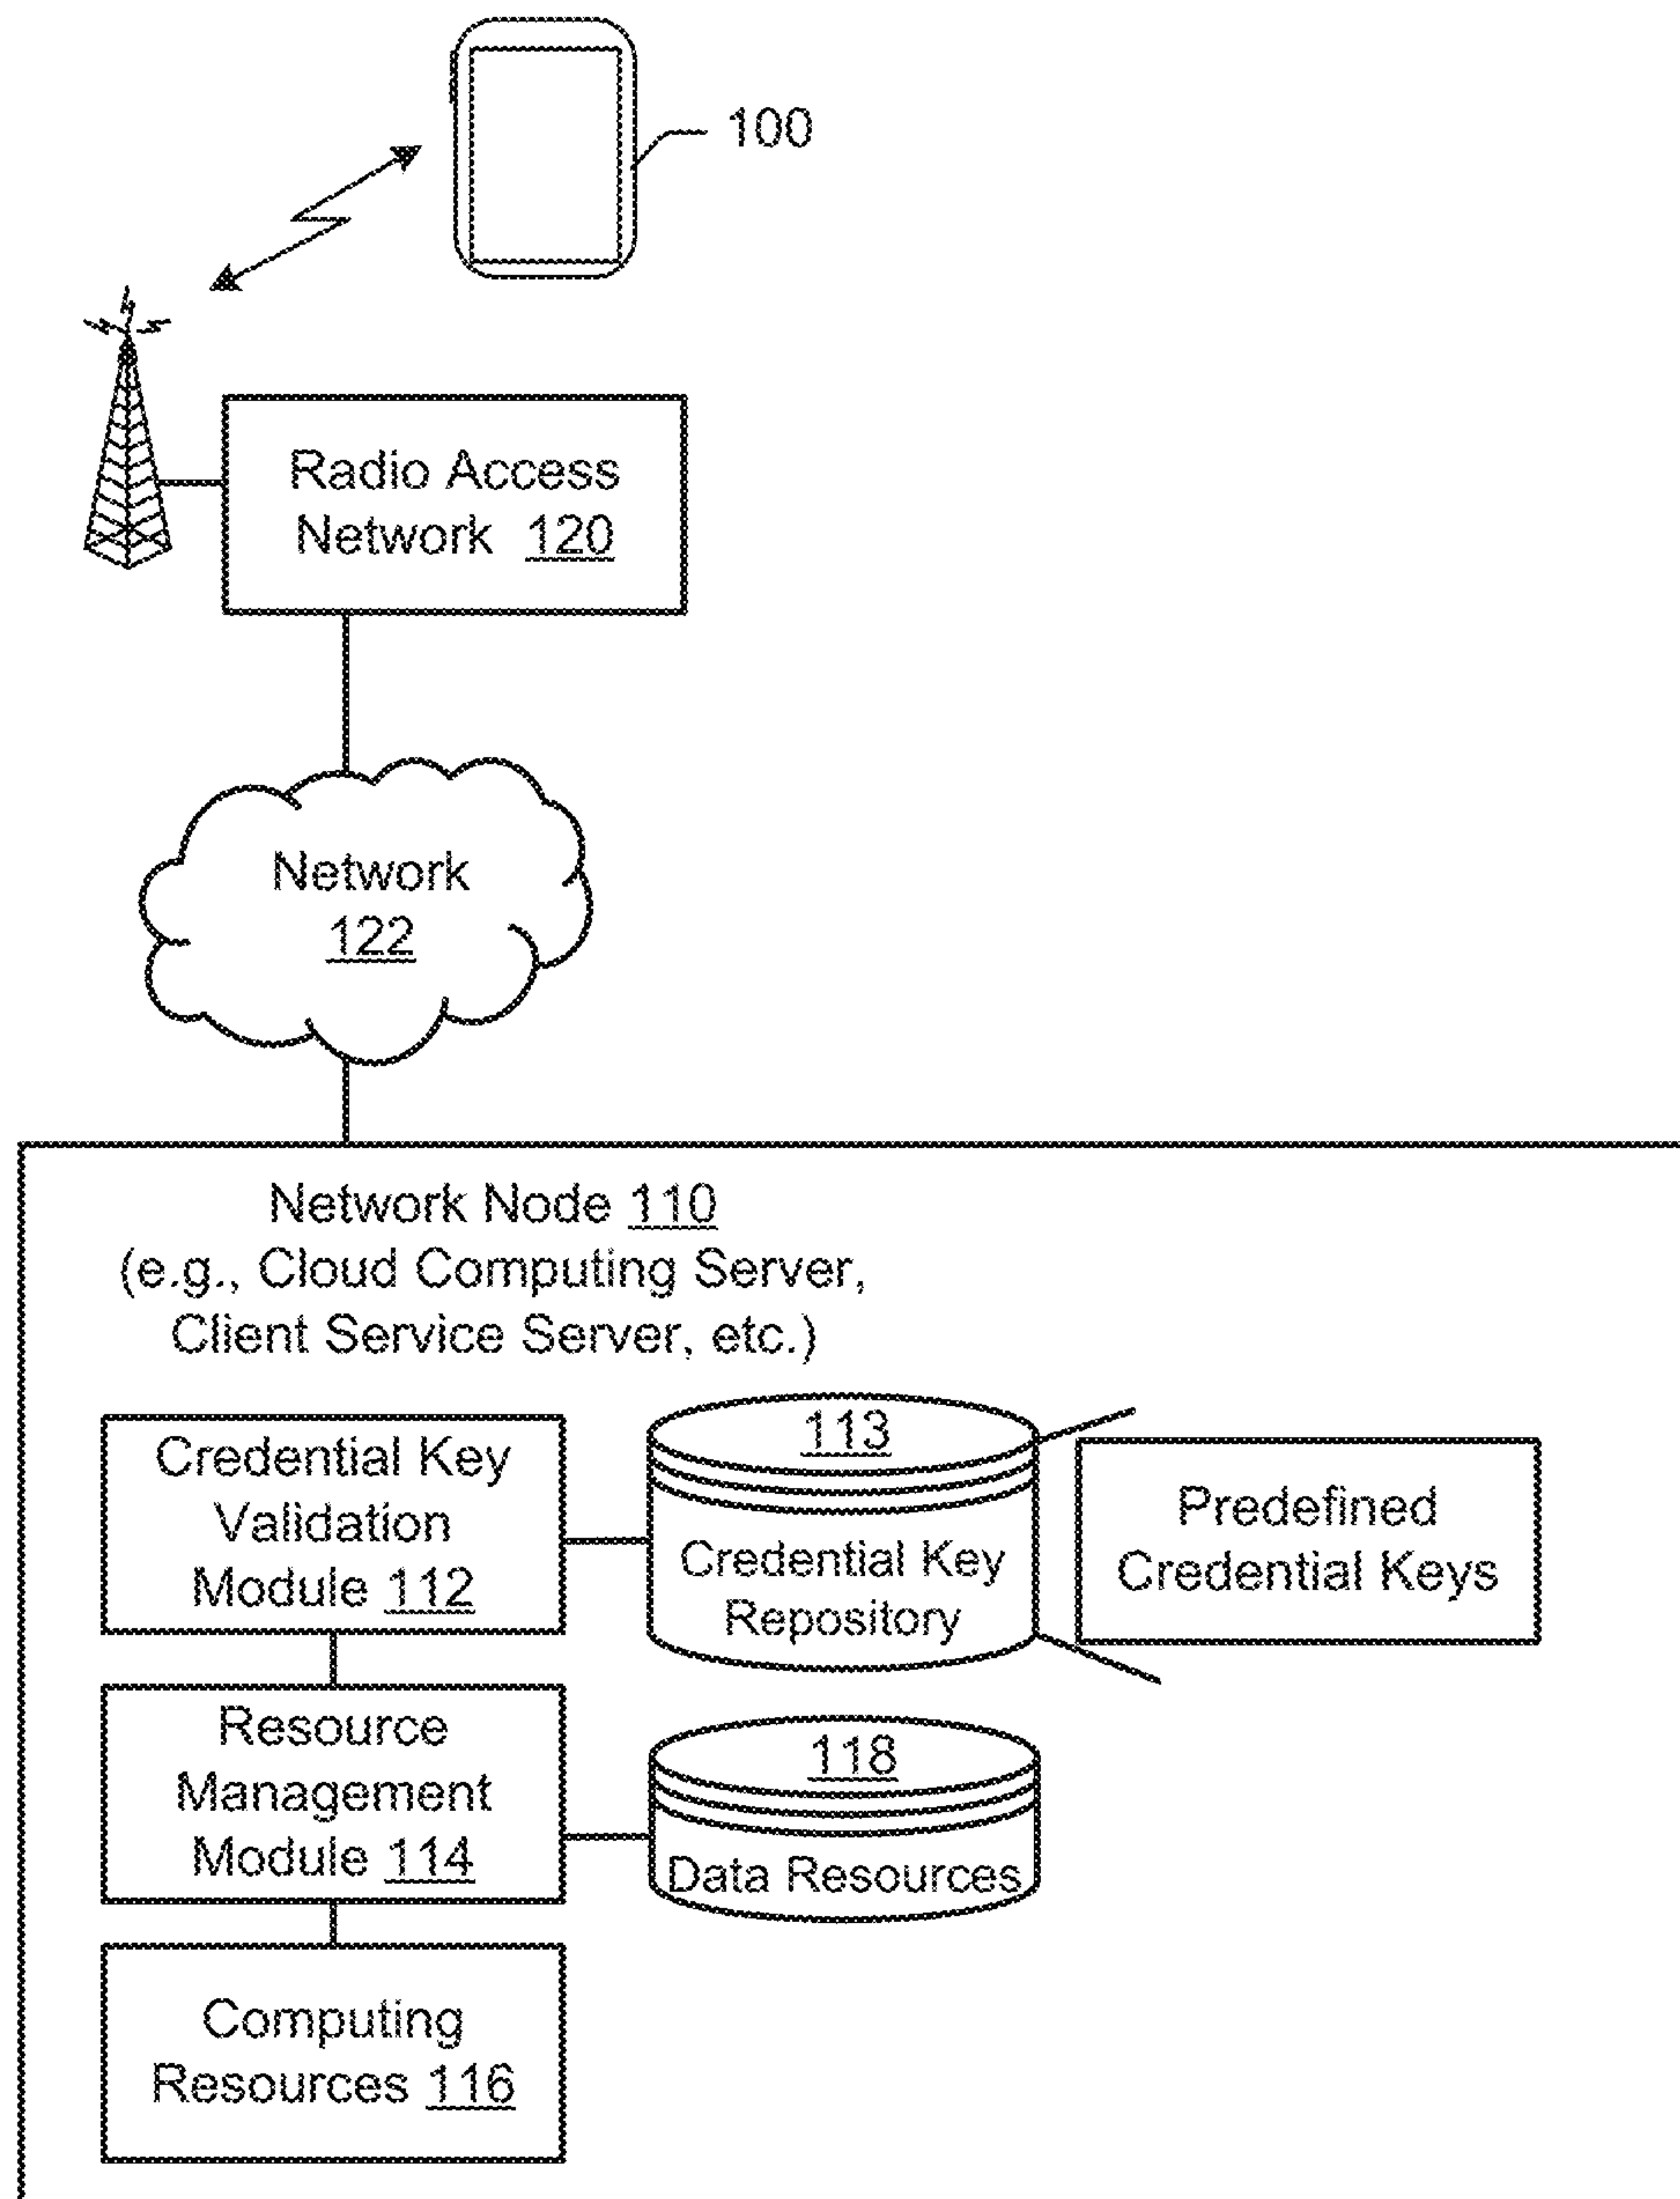 100
Radio Access
Network 120
Network
122
Network Node 110
(e.g., Cloud Computing Server,
Client Service Server, etc.)
Credential Key
Validation
Module 112
113
Credential Key
Repository
Predefined
Credential Keys
Resource
Management
Module 114
118
Data Resources
Computing
Resources 116